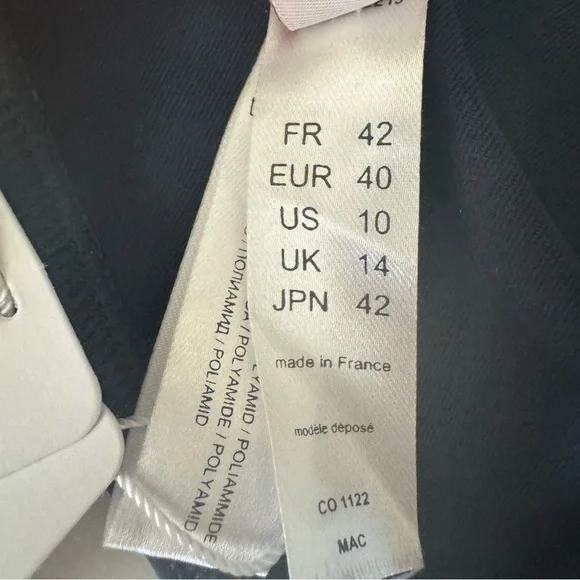 FR 42
EUR 40
US 10
UK 14
JPN 42
made in France
modèle déposé
CO 1122
MAC
POLYAMID / POLIAMMIDE
/ POLYAMIDE / POLYAMID
/ ПОЛИАМИД / POLIAMID